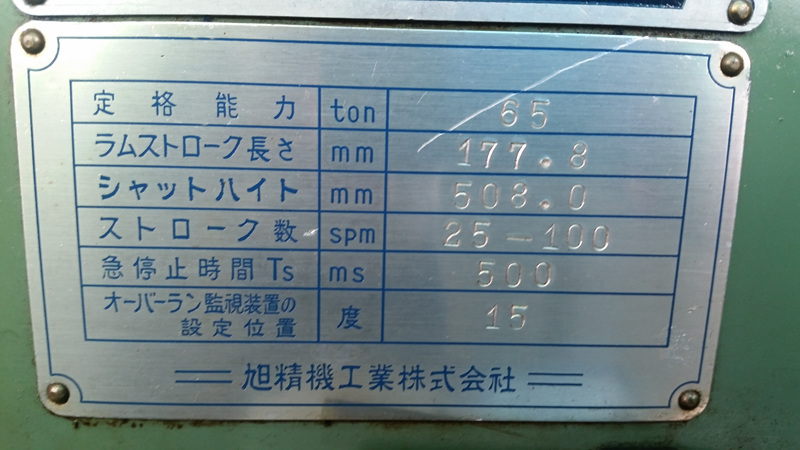 定格能力 ton 65
ラムストローク長さ mm 177.8
シャットハイト mm 508.0
ストローク数 spm 25-100
急停止時間Ts ms 500
オーバーラン監視装置の
設定位置 度 15
旭精機工業株式会社